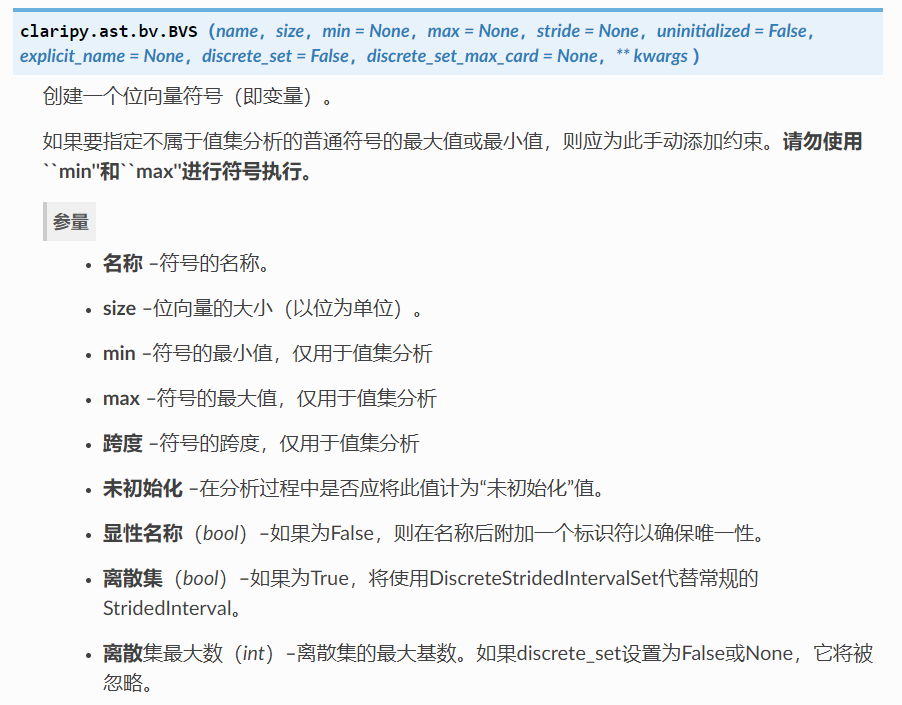 claripy.ast.bv.BVS (name, size, min = None, max = None, stride = None, uninitialized = False,
explicit_name = None, discrete_set = False, discrete_set_max_card = None, ** kwargs )
创建一个位向量符号（即变量）。
如果要指定不属于值集分析的普通符号的最大值或最小值，则应为此手动添加约束。请勿使用
``min''和``max''进行符号执行。
参量
• 名称 –符号的名称。
• size –位向量的大小（以位为单位）。
• min –符号的最小值，仅用于值集分析
• max –符号的最大值，仅用于值集分析
• 跨度 –符号的跨度，仅用于值集分析
• 未初始化 –在分析过程中是否应将此值计为“未初始化”值。
• 显性名称（bool）–如果为False，则在名称后附加一个标识符以确保唯一性。
• 离散集（bool）–如果为True，将使用DiscreteStridedIntervalSet代替常规的
StridedInterval。
• 离散集最大数（int）–离散集的最大基数。如果discrete_set设置为False或None，它将被
忽略。